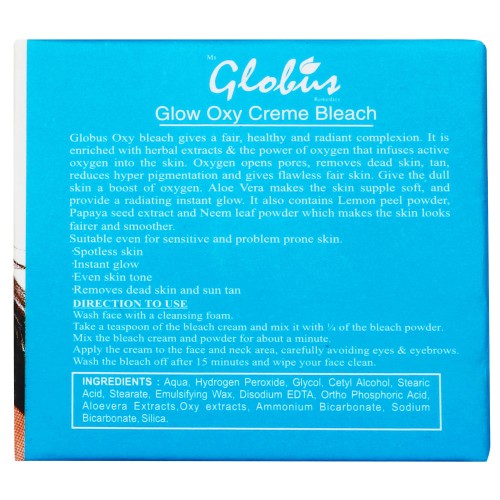 Ms
Globus
Remedies
Glow Oxy Creme Bleach
Globus Oxy bleach gives a fair, healthy and radiant complexion. It is
enriched with herbal extracts & the power of oxygen that infuses active
oxygen into the skin. Oxygen opens pores, removes dead skin, tan,
reduces hyper pigmentation and gives flawless fair skin. Give the dull
skin a boost of oxygen. Aloe Vera makes the skin supple soft, and
provide a radiating instant glow. It also contains Lemon peel powder,
Papaya seed extract and Neem leaf powder which makes the skin looks
fairer and smoother.
Suitable even for sensitive and problem prone skin.
·Spotless skin
·Instant glow
·Even skin tone
·Removes dead skin and sun tan
DIRECTION TO USE
Wash face with a cleansing foam.
Take a teaspoon of the bleach cream and mix it with ¼ of the bleach powder.
Mix the bleach cream and powder for about a minute.
Apply the cream to the face and neck area, carefully avoiding eyes & eyebrows.
Wash the bleach off after 15 minutes and wipe your face clean.
INGREDIENTS : Aqua, Hydrogen Peroxide, Glycol, Cetyl Alcohol, Stearic
Acid, Stearate, Emulsifying Wax, Disodium EDTA, Ortho Phosphoric Acid,
Aloevera Extracts,Oxy extracts, Ammonium Bicarbonate, Sodium
Bicarbonate, Silica.